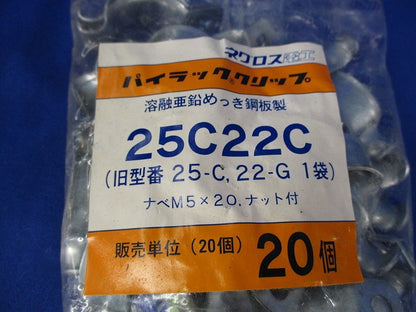 ネグロス電工
パイラッククリップ
溶融亜鉛めっき鋼板製
25C22C
(旧型番 25-C, 22-G 1袋)
ナベM5×20, ナット付
販売単位 (20個) 20個